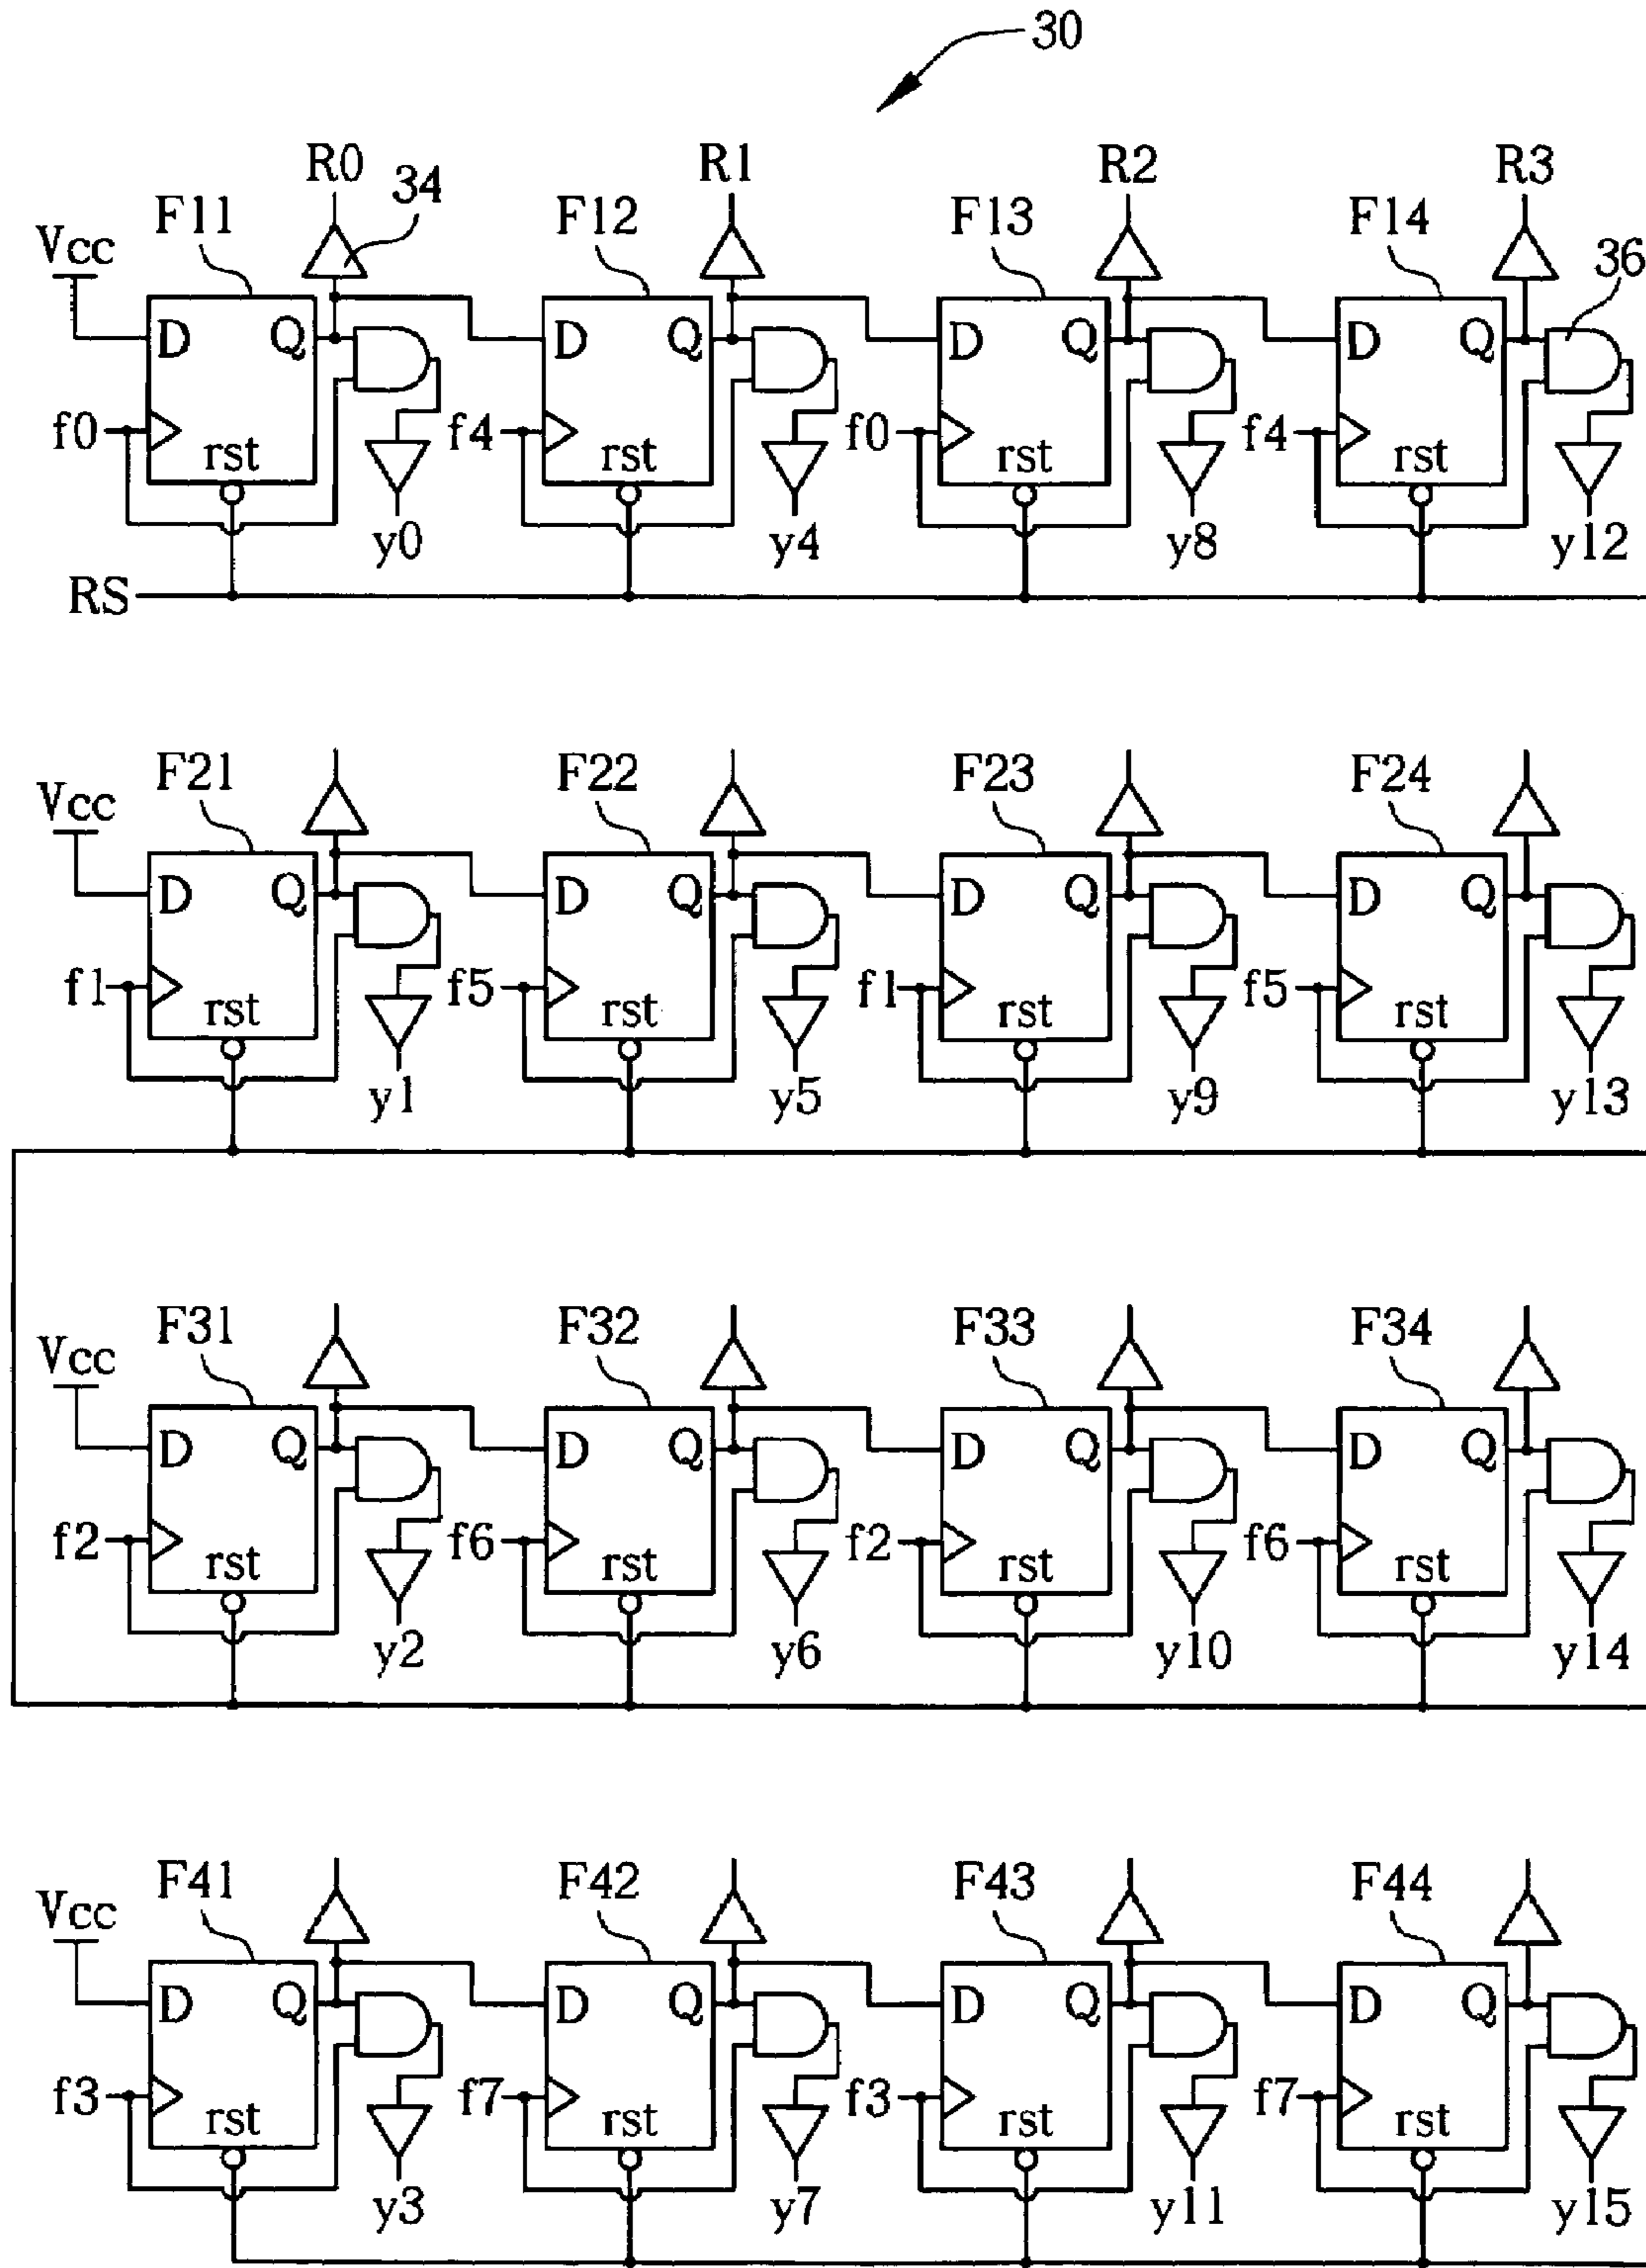 30
R0 34 R1 R2 R3
F11 F12 F13 F14 36
Vcc
D Q D Q D Q D Q
f0 f4 f0 f4
rst rst rst rst
y0 y4 y8 y12
RS
F21 F22 F23 F24
Vcc
D Q D Q D Q D Q
f1 f5 f1 f5
rst rst rst rst
y1 y5 y9 y13
F31 F32 F33 F34
Vcc
D Q D Q D Q D Q
f2 f6 f2 f6
rst rst rst rst
y2 y6 y10 y14
F41 F42 F43 F44
Vcc
D Q D Q D Q D Q
f3 f7 f3 f7
rst rst rst rst
y3 y7 y11 y15